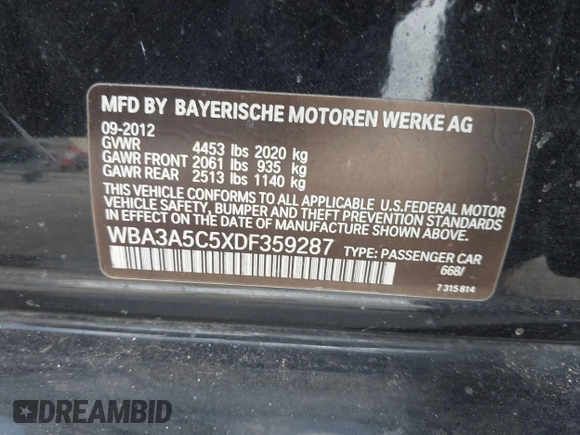 MFD BY BAYERISCHE MOTOREN WERKE AG
09-2012
GVWR 4453 lbs 2020 kg
GAWR FRONT 2061 lbs 935 kg
GAWR REAR 2513 lbs 1140 kg
THIS VEHICLE CONFORMS TO ALL APPLICABLE U.S.FEDERAL MOTOR
VEHICLE SAFETY, BUMPER AND THEFT PREVENTION STANDARDS
IN EFFECT ON THE DATE OF MANUFACTURE SHOWN ABOVE.
WBA3A5C5XDF359287 TYPE: PASSENGER CAR
668/
7 315 814
DREAMBID